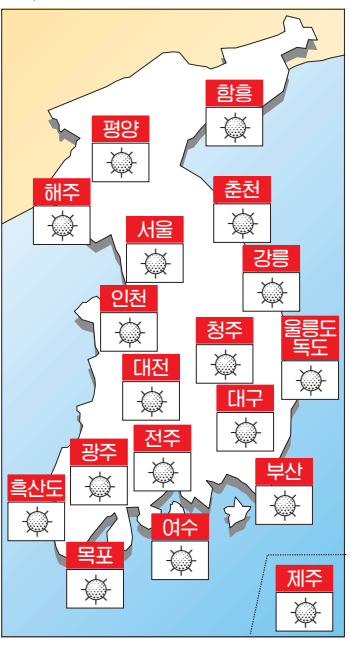 함흥
평양
해주
춘천
서울
강릉
인천
청주
울릉도
독도
대전
대구
전주
광주
부산
흑산도
여수
목포
제주